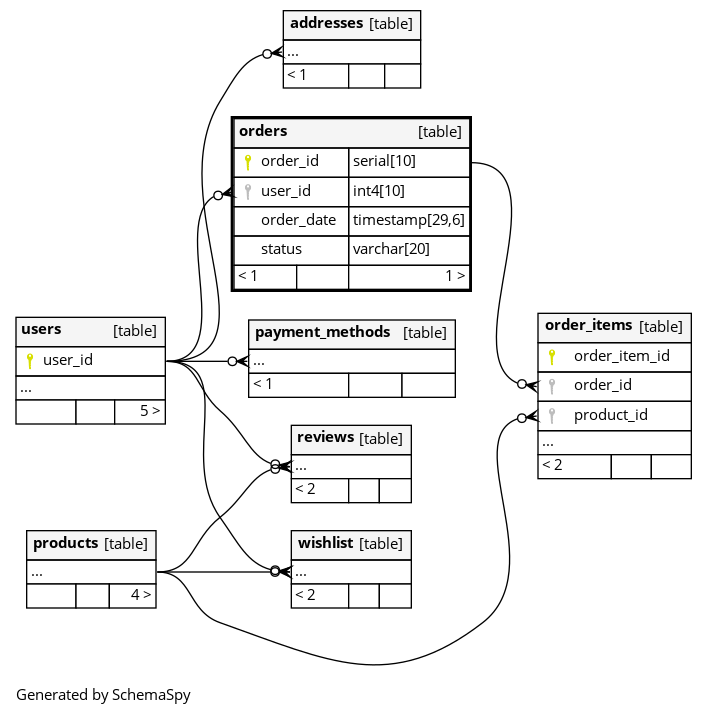 addresses [table]
...
< 1
orders [table]
order_id serial[10]
user_id int4[10]
order_date timestamp[29,6]
status varchar[20]
< 1 1 >
users [table]
user_id
...
5 >
payment_methods [table]
...
< 1
order_items [table]
order_item_id
order_id
product_id
...
< 2
reviews [table]
...
< 2
products [table]
...
4 >
wishlist [table]
...
< 2
Generated by SchemaSpy